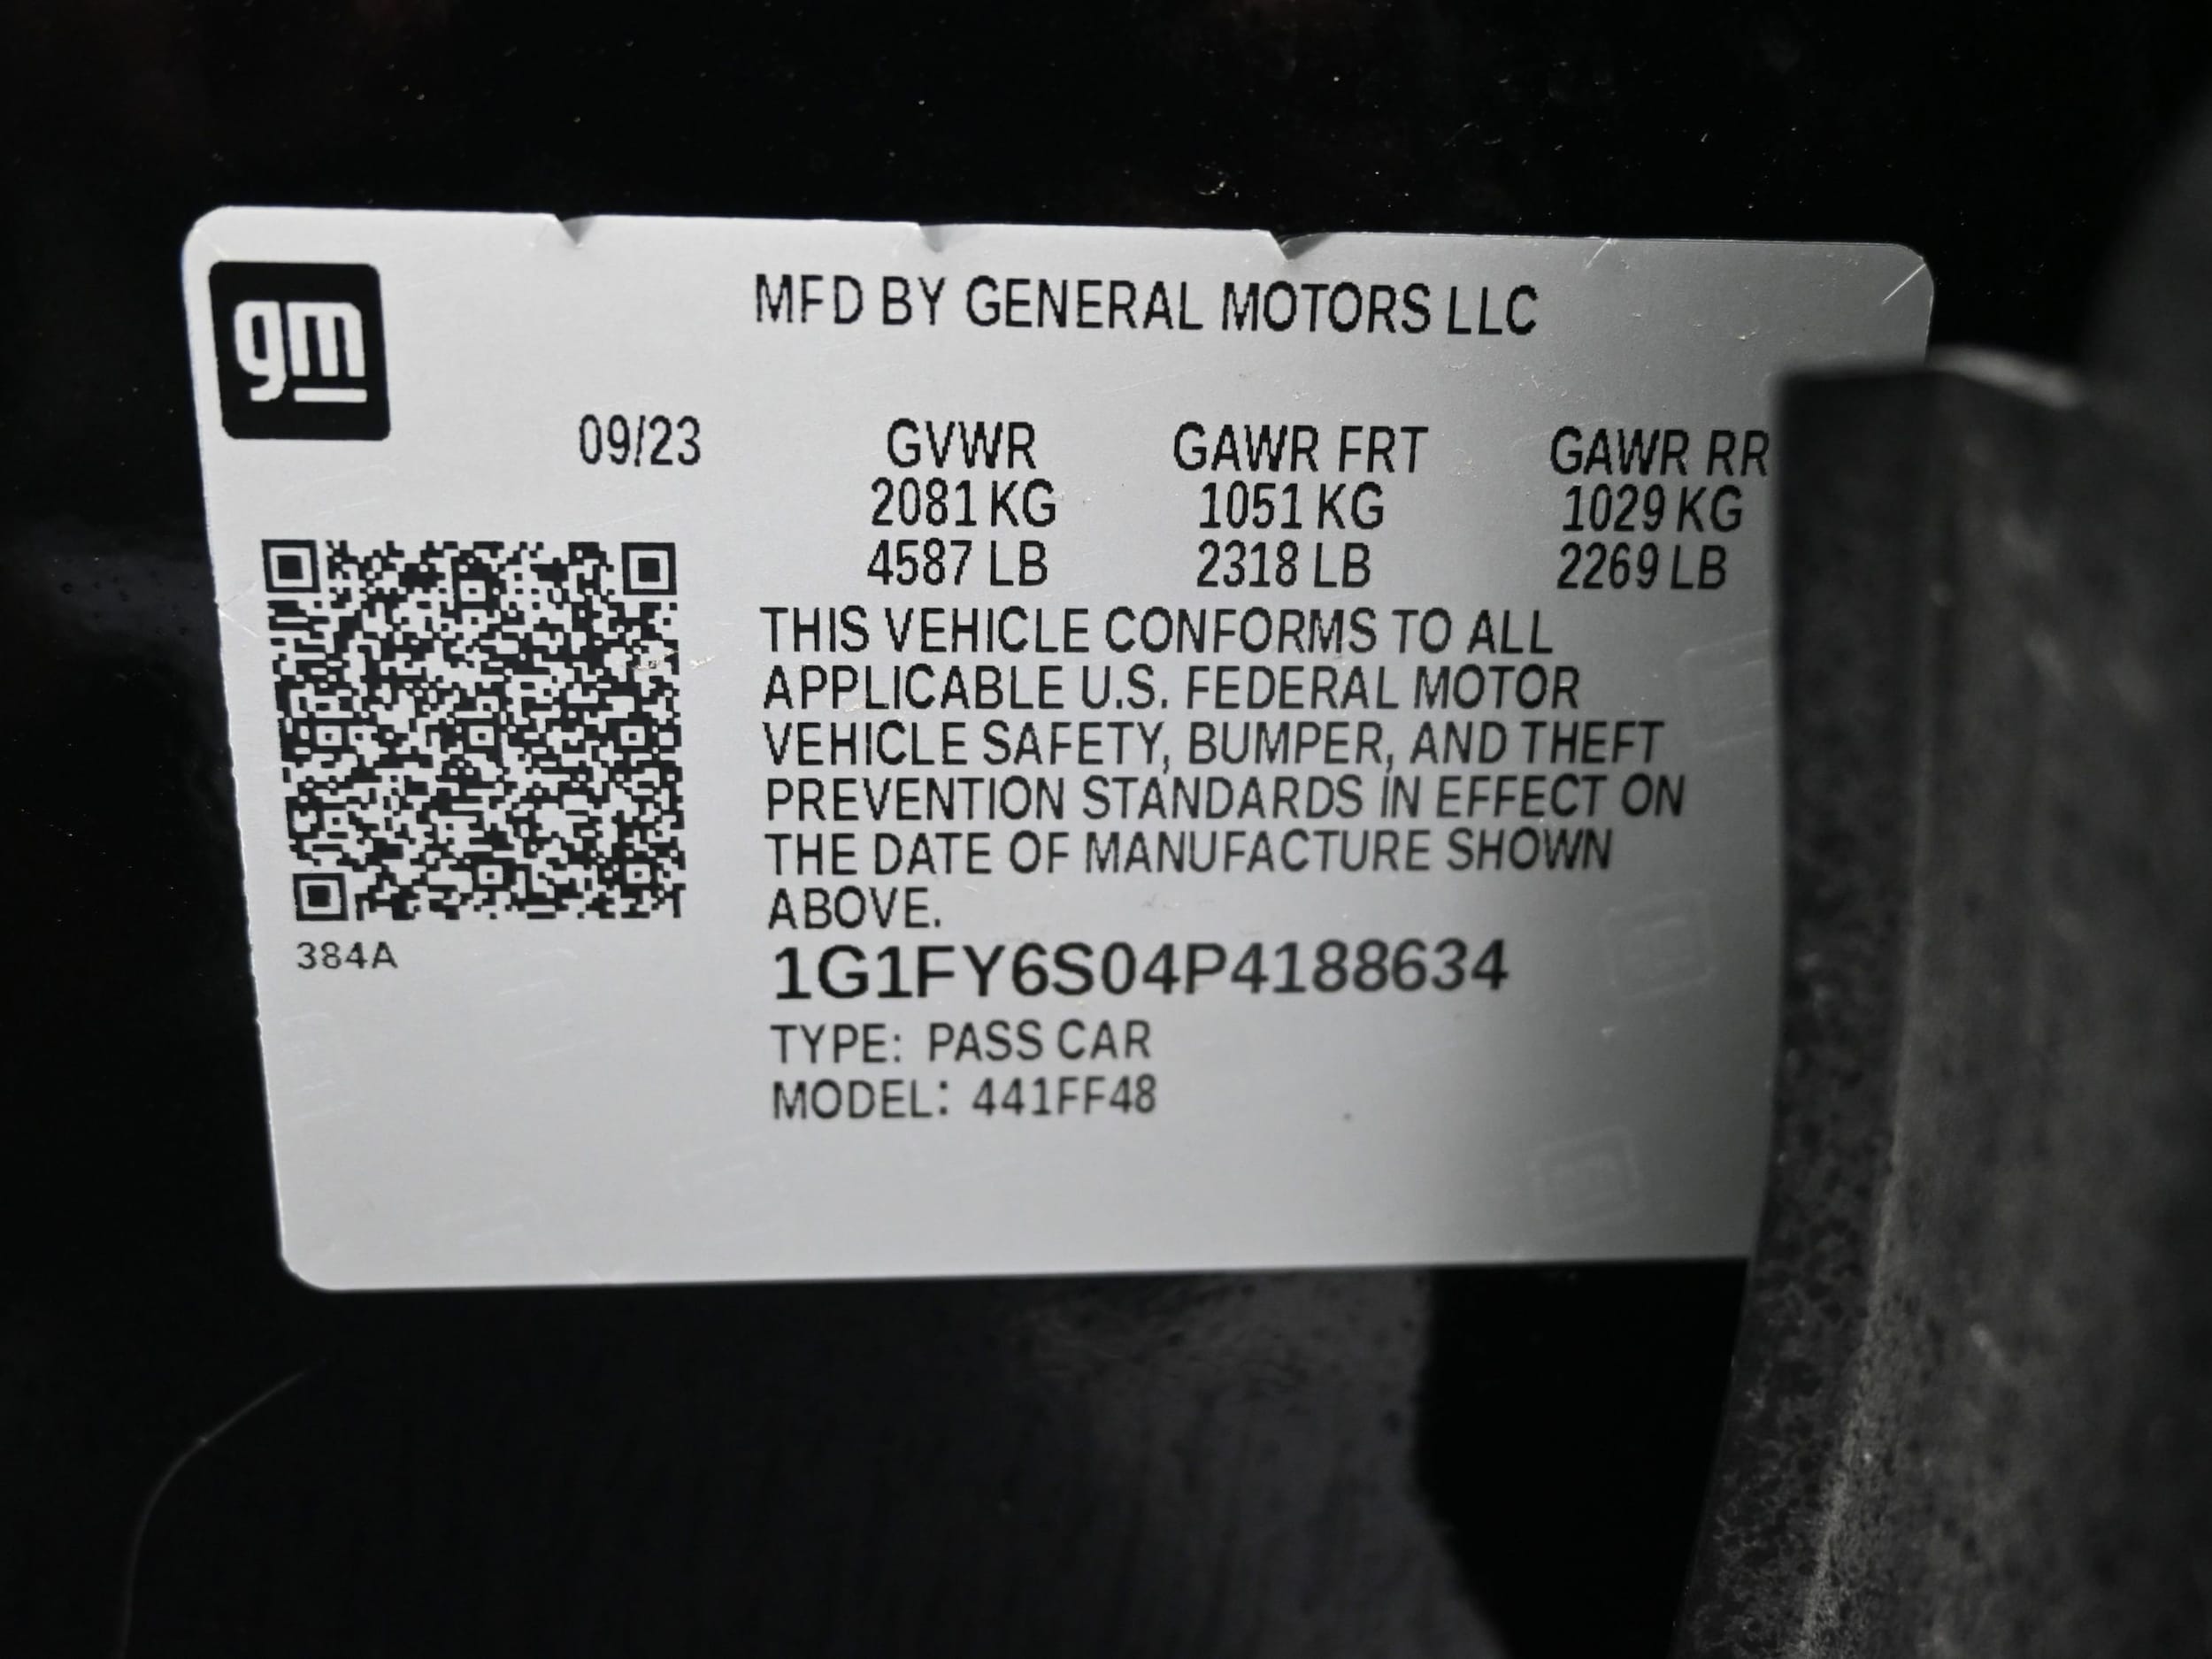 gm
MFD BY GENERAL MOTORS LLC
09/23 GVWR GAWR FRT GAWR RR
2081 KG 1051 KG 1029 KG
4587 LB 2318 LB 2269 LB
THIS VEHICLE CONFORMS TO ALL
APPLICABLE U.S. FEDERAL MOTOR
VEHICLE SAFETY, BUMPER, AND THEFT
PREVENTION STANDARDS IN EFFECT ON
THE DATE OF MANUFACTURE SHOWN
ABOVE.
384A
1G1FY6S04P4188634
TYPE: PASS CAR
MODEL: 441FF48